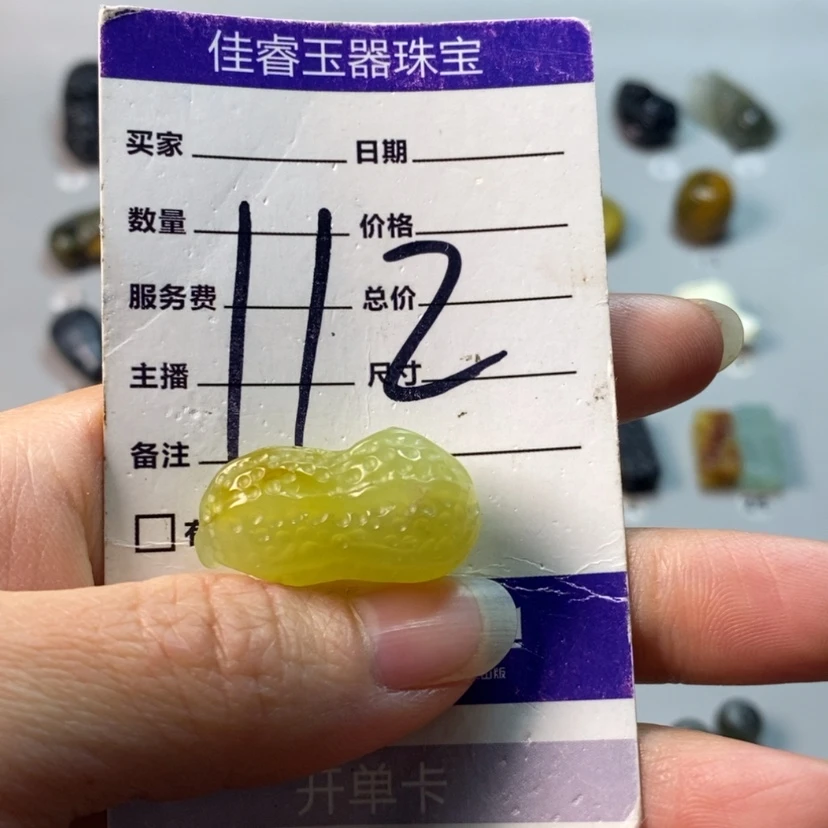 佳睿玉器珠宝
买家 日期
数量 价格
服务费 总价
主播 尺寸
备注
112
开单卡